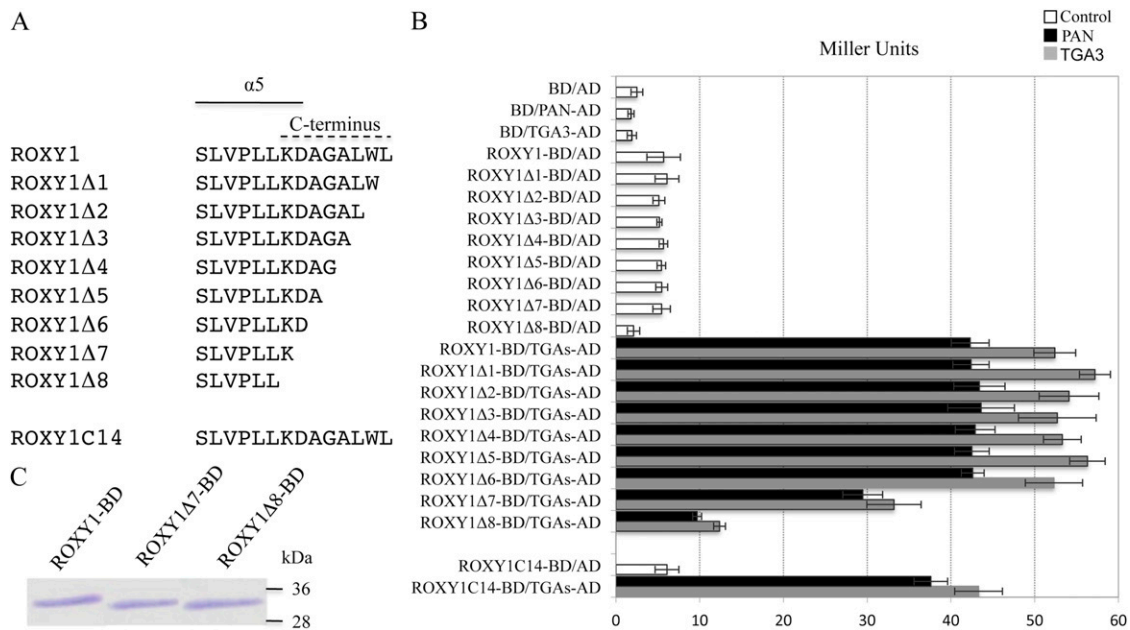 A
α5
C-terminus
ROXY1 SLVPLLKDAGALWL
ROXY1Δ1 SLVPLLKDAGALW
ROXY1Δ2 SLVPLLKDAGAL
ROXY1Δ3 SLVPLLKDAGA
ROXY1Δ4 SLVPLLKDAG
ROXY1Δ5 SLVPLLKDA
ROXY1Δ6 SLVPLLKD
ROXY1Δ7 SLVPLLK
ROXY1Δ8 SLVPLL
ROXY1C14 SLVPLLKDAGALWL
B
Control
PAN
TGA3
Miller Units
BD/AD
BD/PAN-AD
BD/TGA3-AD
ROXY1-BD/AD
ROXY1Δ1-BD/AD
ROXY1Δ2-BD/AD
ROXY1Δ3-BD/AD
ROXY1Δ4-BD/AD
ROXY1Δ5-BD/AD
ROXY1Δ6-BD/AD
ROXY1Δ7-BD/AD
ROXY1Δ8-BD/AD
ROXY1-BD/TGAs-AD
ROXY1Δ1-BD/TGAs-AD
ROXY1Δ2-BD/TGAs-AD
ROXY1Δ3-BD/TGAs-AD
ROXY1Δ4-BD/TGAs-AD
ROXY1Δ5-BD/TGAs-AD
ROXY1Δ6-BD/TGAs-AD
ROXY1Δ7-BD/TGAs-AD
ROXY1Δ8-BD/TGAs-AD
ROXY1C14-BD/AD
ROXY1C14-BD/TGAs-AD
0 10 20 30 40 50 60
C
ROXY1-BD
ROXY1Δ7-BD
ROXY1Δ8-BD
kDa
36
28